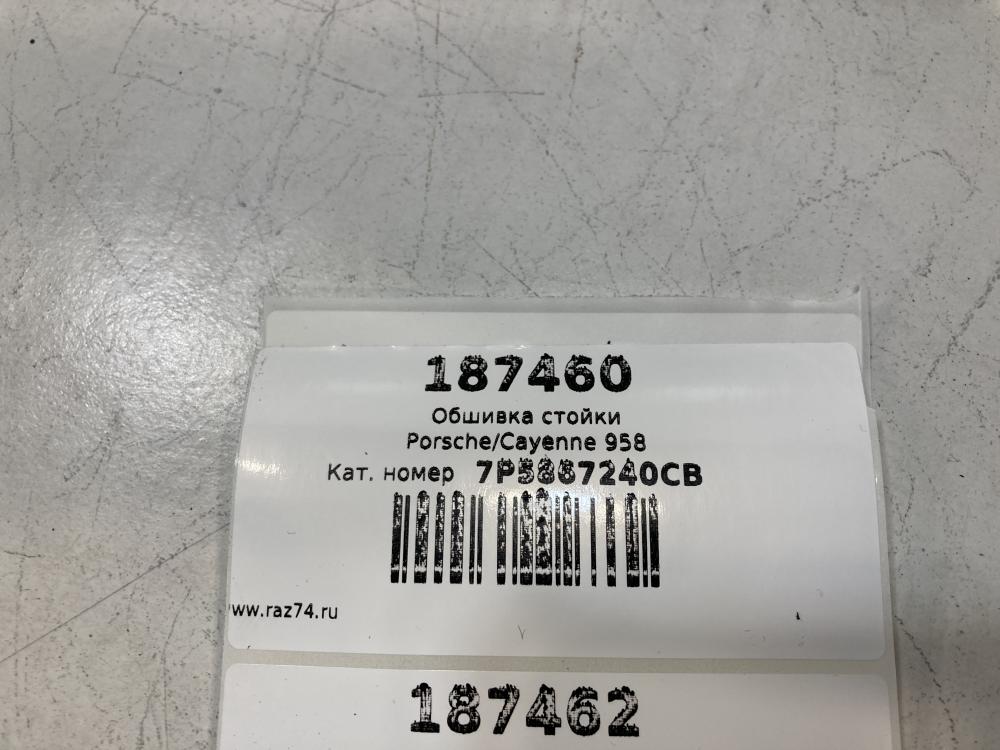 187460
Обшивка стойки
Porsche/Cayenne 958
Кат. номер 7P5867240CB
www.raz74.ru
187462